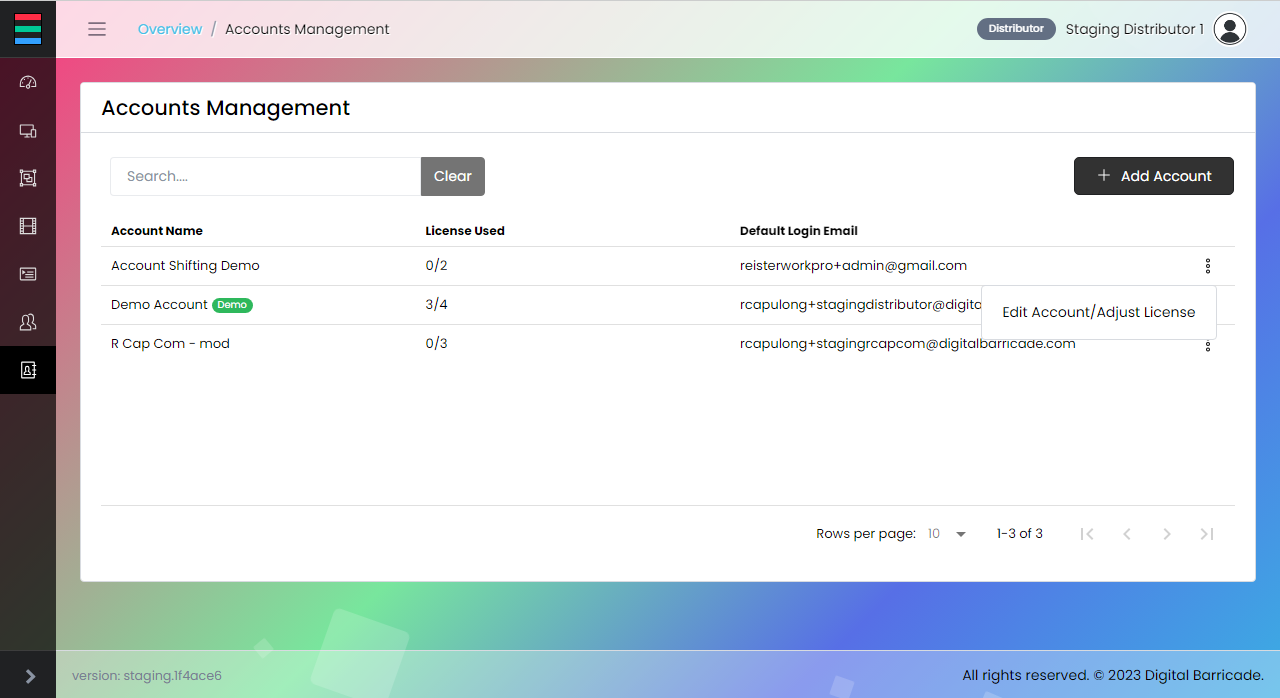 Overview / Accounts Management
Distributor Staging Distributor 1
Accounts Management
Search....
Clear
+ Add Account
Account Name License Used Default Login Email
Account Shifting Demo 0/2 reisterworkpro+admin@gmail.com
Demo Account Demo 3/4 rcapulong+stagingdistributor@digita
Edit Account/Adjust License
R Cap Com - mod 0/3 rcapulong+stagingrcapcom@digitalbarricade.com
Rows per page: 10 1-3 of 3
version: staging.1f4ace6
All rights reserved. © 2023 Digital Barricade.